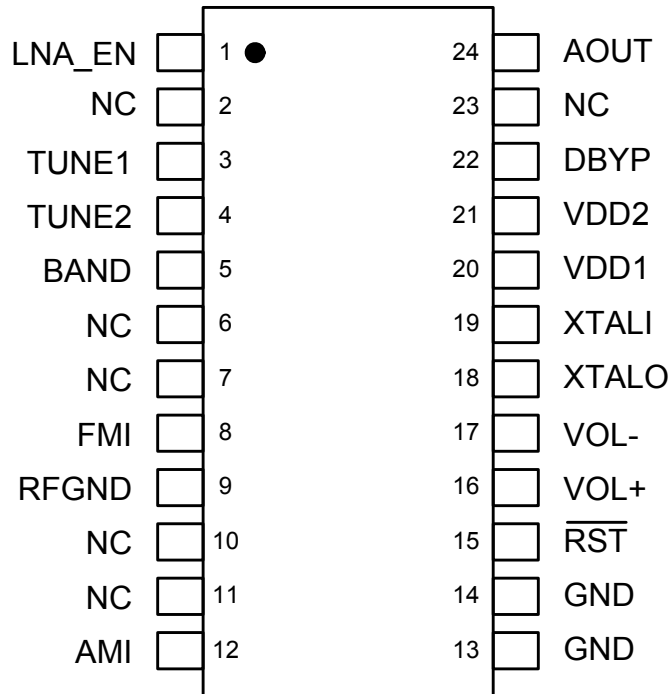 LNA_EN 1 24 AOUT
NC 2 23 NC
TUNE1 3 22 DBYP
TUNE2 4 21 VDD2
BAND 5 20 VDD1
NC 6 19 XTALI
NC 7 18 XTALO
FMI 8 17 VOL-
RFGND 9 16 VOL+
NC 10 15 R̅S̅T̅
NC 11 14 GND
AMI 12 13 GND